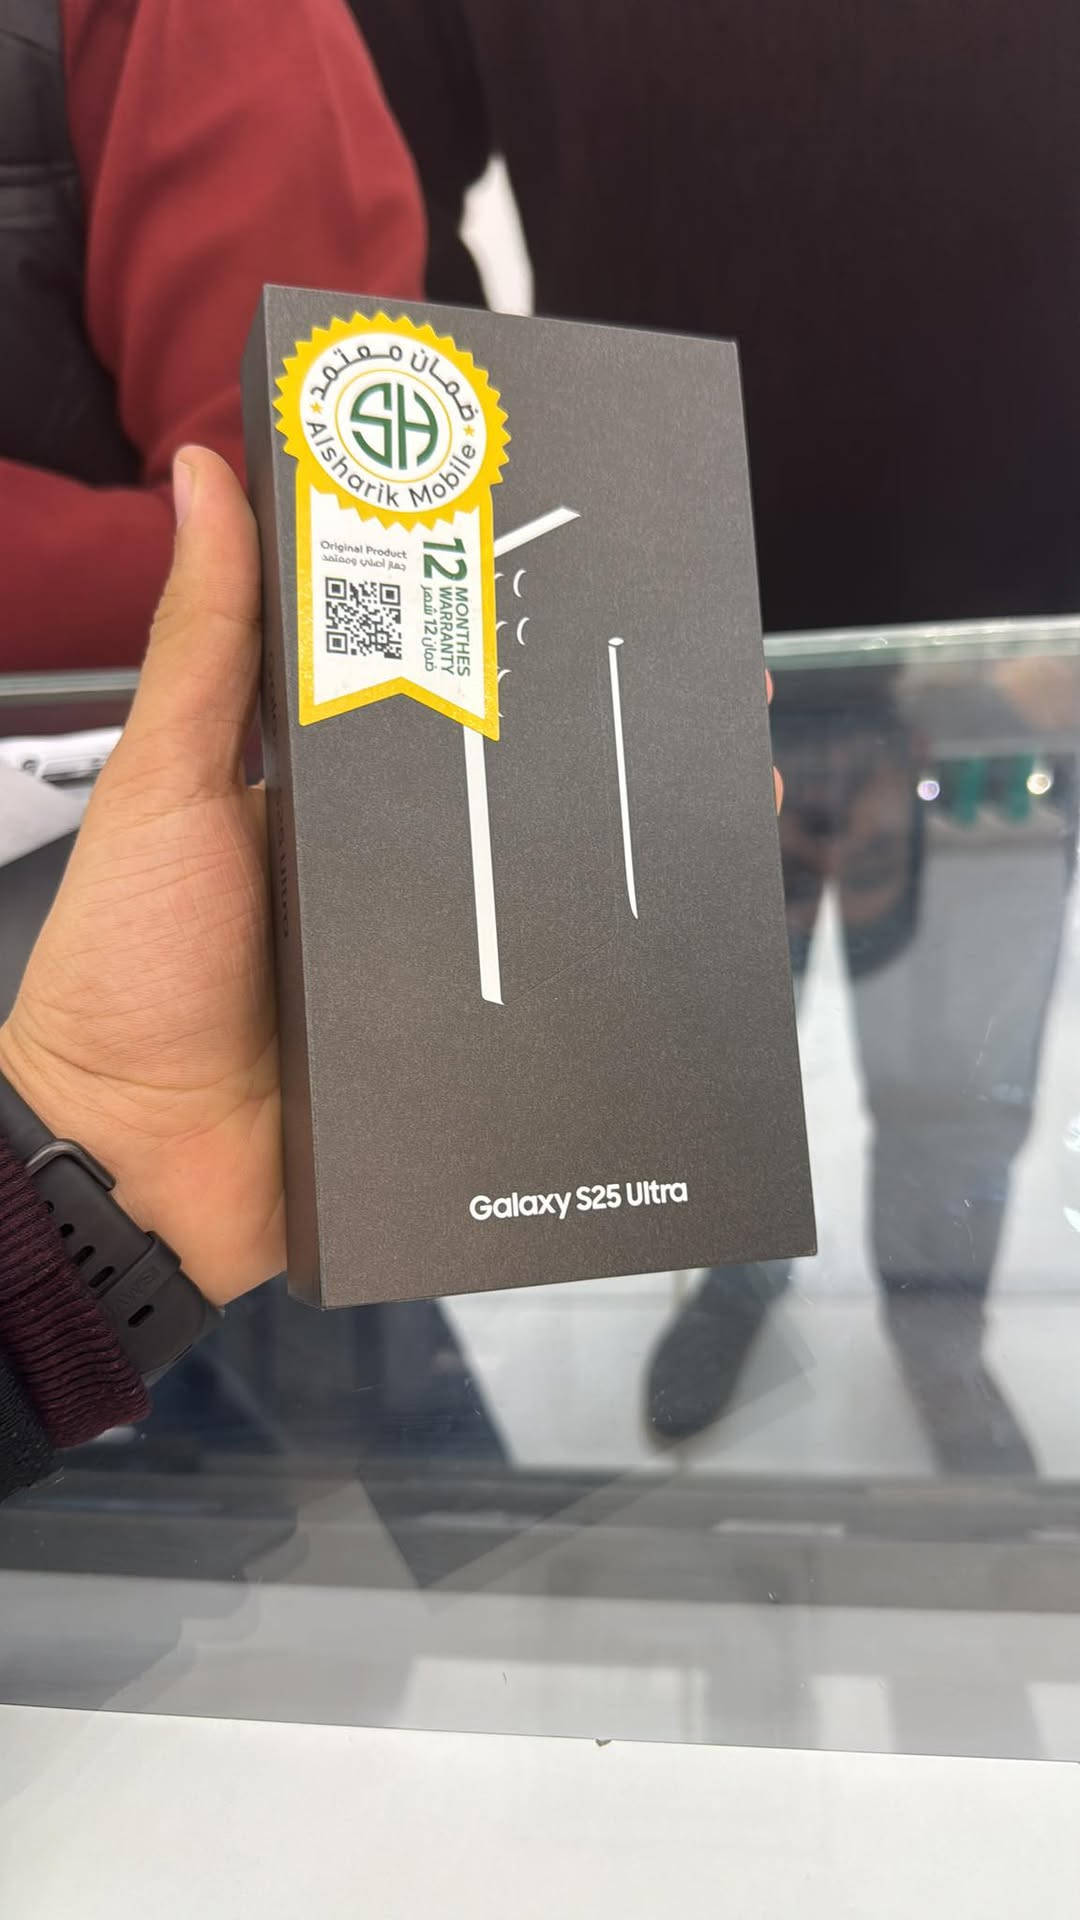 ضمان معتمد
SH
Alsharik Mobile
Original Product
جهاز أصلي ومعتمد
12
MONTHES
WARRANTY
ضمان 12 شهر
Galaxy S25 Ultra